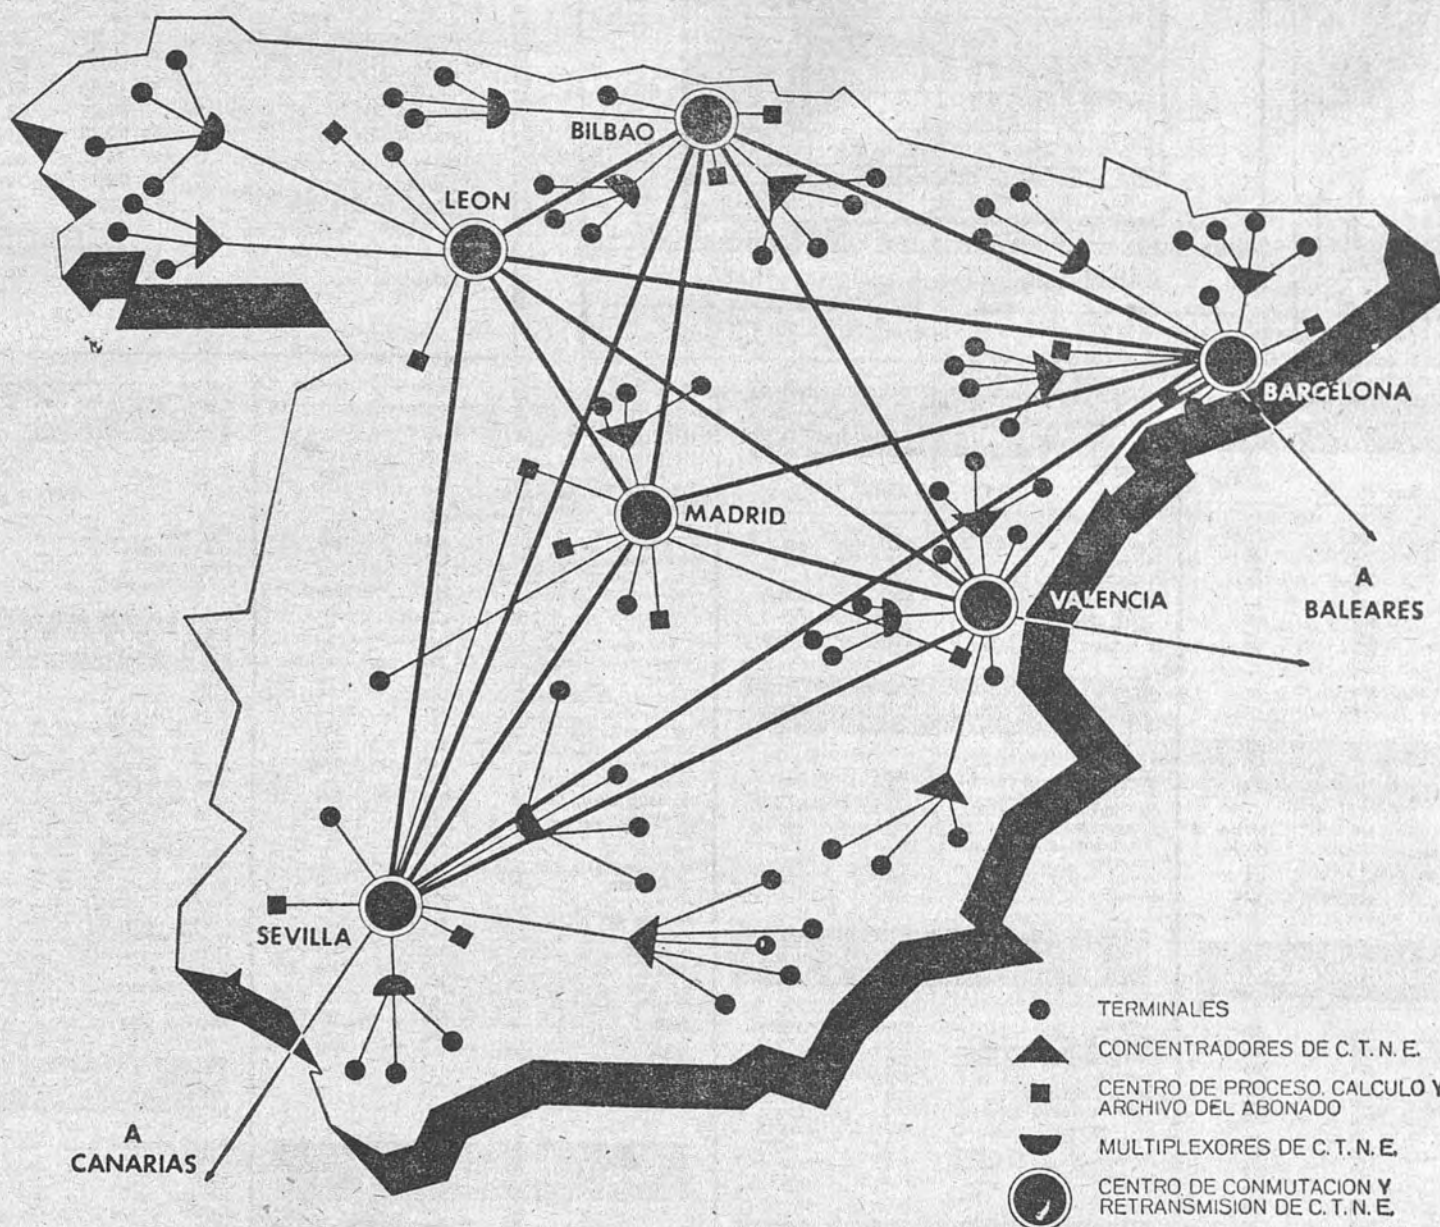 BILBAO
LEON
BARCELONA
MADRID
VALENCIA
A
BALEARES
SEVILLA
A
CANARIAS
TERMINALES
CONCENTRADORES DE C.T.N.E.
CENTRO DE PROCESO, CALCULO Y
ARCHIVO DEL ABONADO
MULTIPLEXORES DE C.T.N.E.
CENTRO DE CONMUTACION Y
RETRANSMISION DE C.T.N.E.